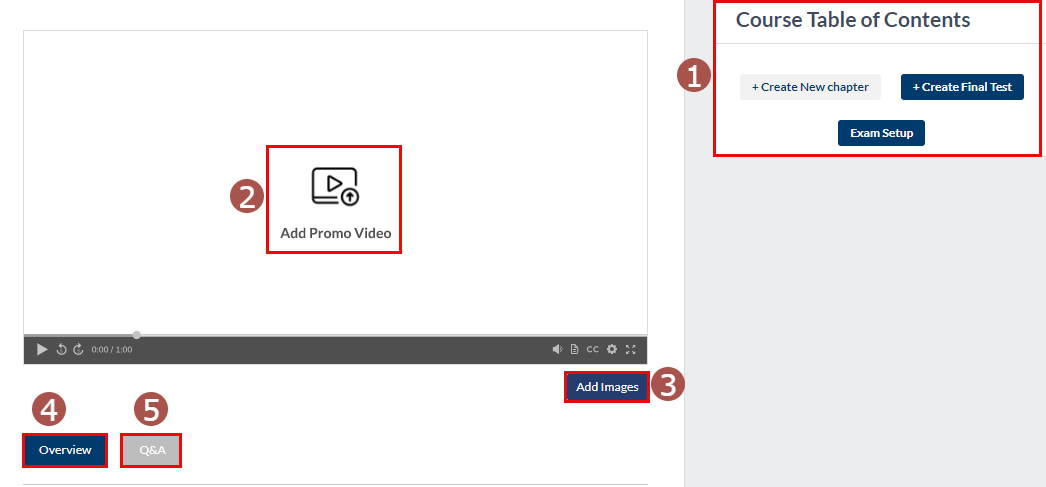 Course Table of Contents
1
+ Create New chapter
+ Create Final Test
Exam Setup
2
Add Promo Video
0:00 / 1:00
CC
Add Images
3
4
5
Overview
Q&A